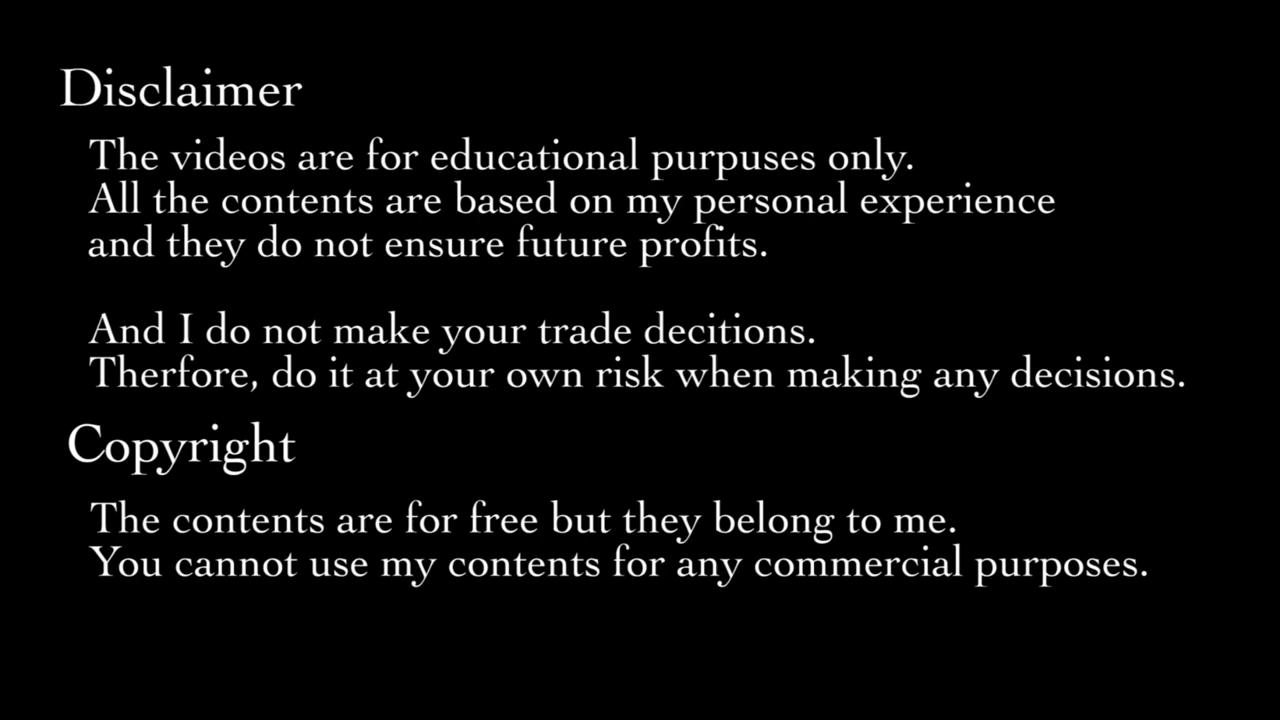 Disclaimer
The videos are for educational purpuses only.
All the contents are based on my personal experience
and they do not ensure future profits.
And I do not make your trade decitions.
Therfore, do it at your own risk when making any decisions.
Copyright
The contents are for free but they belong to me.
You cannot use my contents for any commercial purposes.